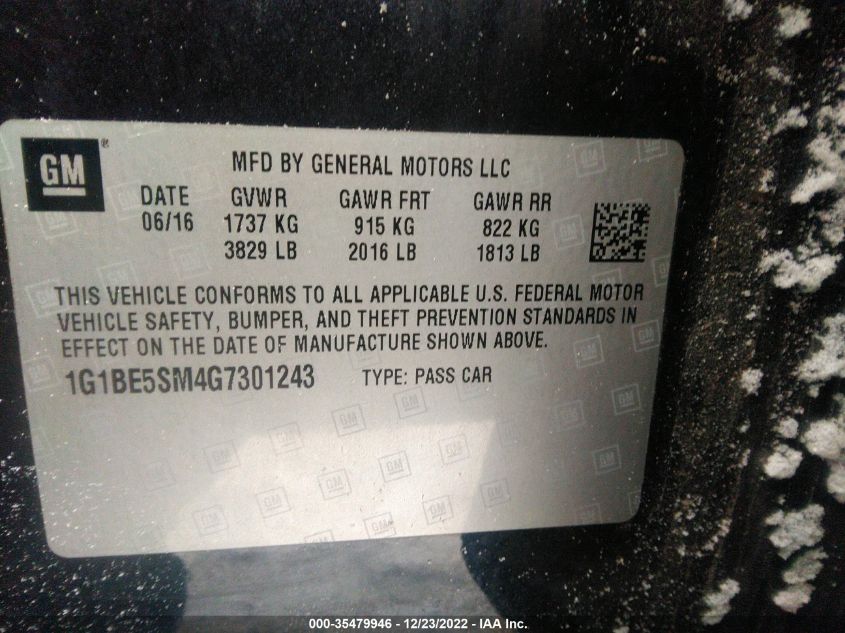 GM®
MFD BY GENERAL MOTORS LLC
DATE GVWR GAWR FRT GAWR RR
06/16 1737 KG 915 KG 822 KG
3829 LB 2016 LB 1813 LB
THIS VEHICLE CONFORMS TO ALL APPLICABLE U.S. FEDERAL MOTOR
VEHICLE SAFETY, BUMPER, AND THEFT PREVENTION STANDARDS IN
EFFECT ON THE DATE OF MANUFACTURE SHOWN ABOVE.
1G1BE5SM4G7301243 TYPE: PASS CAR
000-35479946 - 12/23/2022 - IAA Inc.